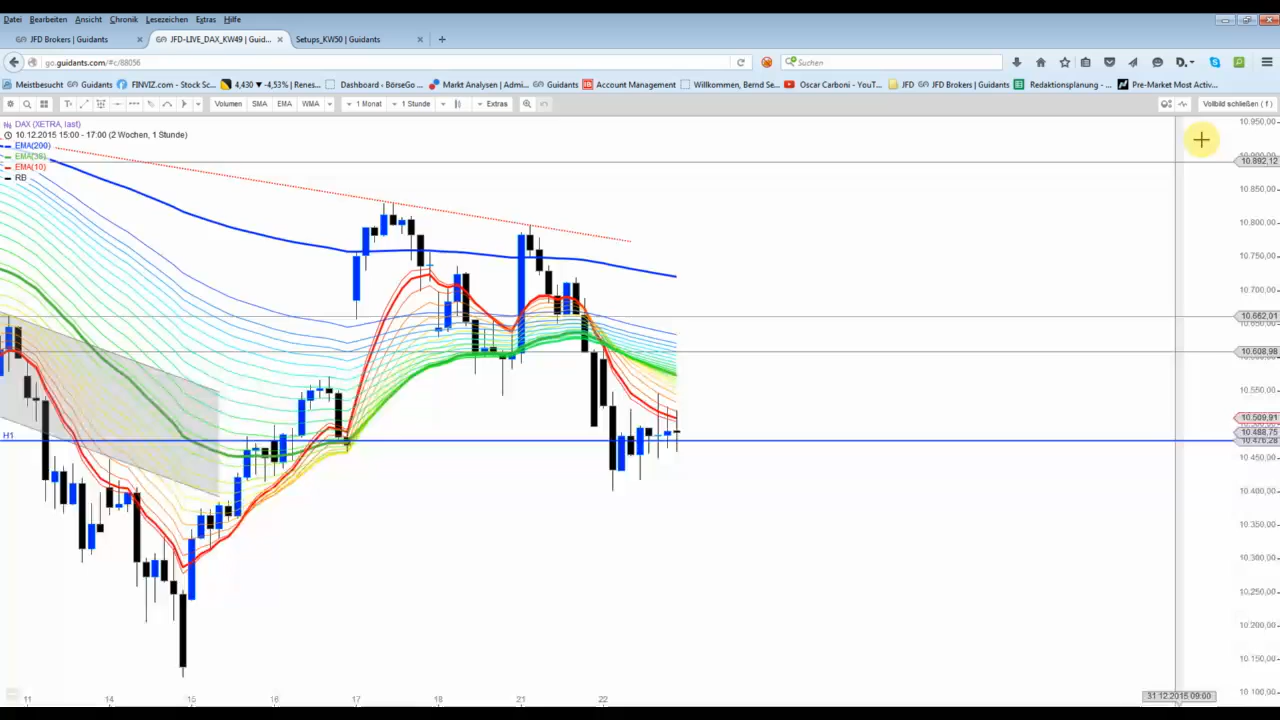 Datei Bearbeiten Ansicht Chronik Lesezeichen Extras Hilfe
JFD Brokers | Guidants × JFD-LIVE_DAX_KW49 | Guid... × Setups_KW50 | Guidants × +
go.guidants.com/#c/88056 Suchen
Meistbesucht Guidants FINVIZ.com - Stock Sc... 4,430 ▼ -4,53% | Renes... Dashboard - BörseGo ... Markt Analysen | Admi... Guidants Account Management Willkommen, Bernd Se... Oscar Carboni - YouT... JFD JFD Brokers | Guidants Redaktionsplanung - ... Pre-Market Most Activ...
Volumen SMA EMA WMA 1 Monat 1 Stunde Extras Vollbild schließen ( f )
DAX (XETRA, last)
10.12.2015 15:00 - 17:00 (2 Wochen, 1 Stunde)
EMA(200)
EMA(38)
EMA(10)
RB
H1
10.950,00
10.892,12
10.850,00
10.800,00
10.750,00
10.700,00
10.662,01
10.608,98
10.550,00
10.509,91
10.488,75
10.476,28
10.450,00
10.400,00
10.350,00
10.300,00
10.250,00
10.200,00
10.150,00
10.100,00
11 14 15 16 17 18 21 22
31.12.2015 09:00